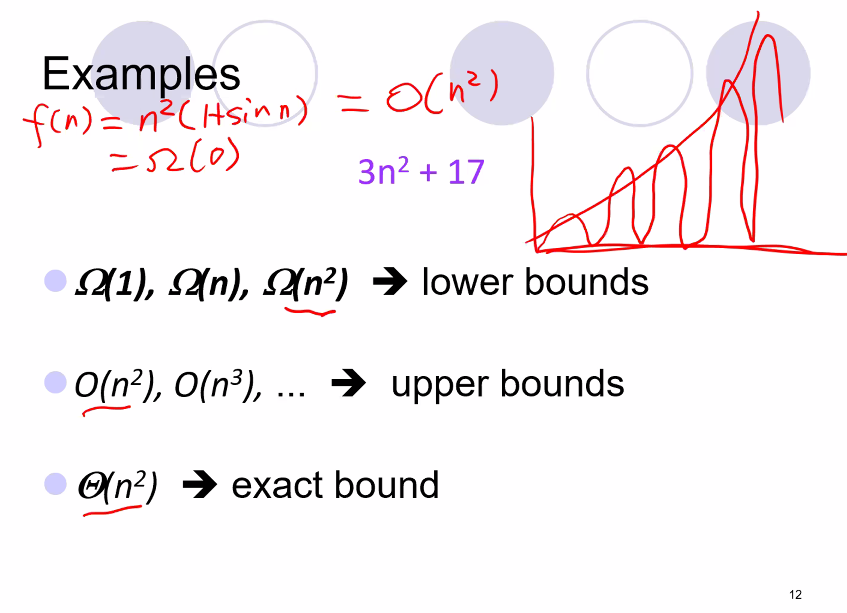 Examples
f(n) = n²(1+sin n) = O(n²)
= Ω(0)
3n² + 17
Ω(1), Ω(n), Ω(n²) ➔ lower bounds
O(n²), O(n³), ... ➔ upper bounds
Θ(n²) ➔ exact bound
12